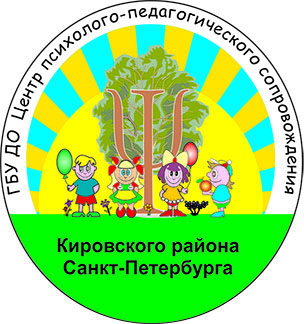 ГБУ ДО Центр психолого-педагогического сопровождения
Кировского района
Санкт-Петербурга